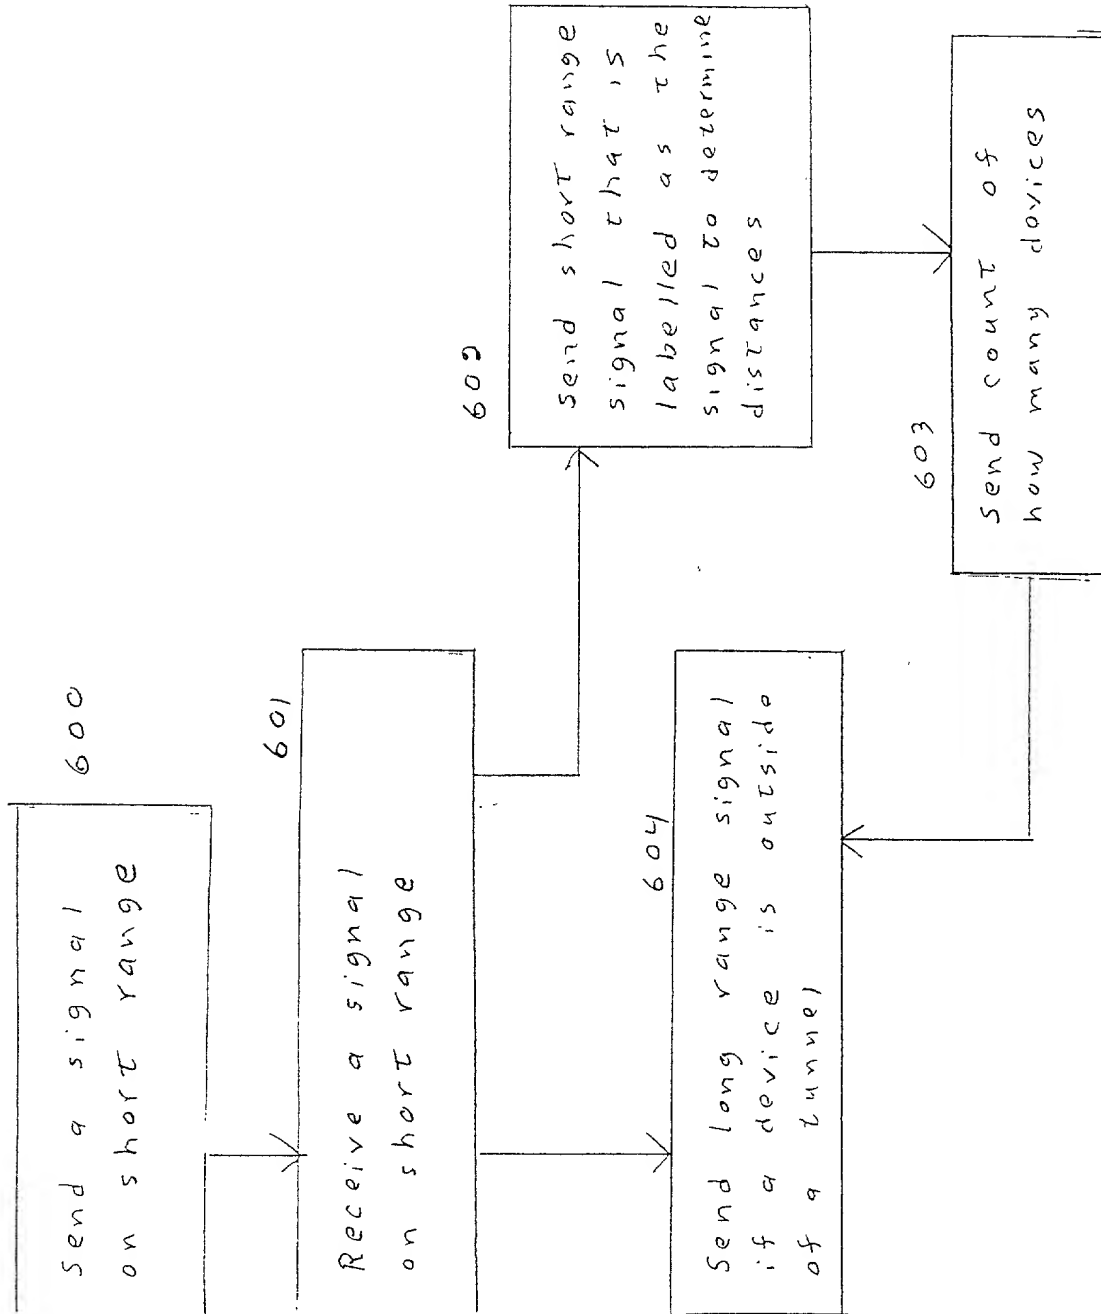 600
Send a signal
on short range
601
Receive a signal
on short range
602
Send short range
signal that is
labelled as the
signal to determine
distances
603
Send count of
how many devices
604
Send long range signal
if a device is outside
of a tunnel